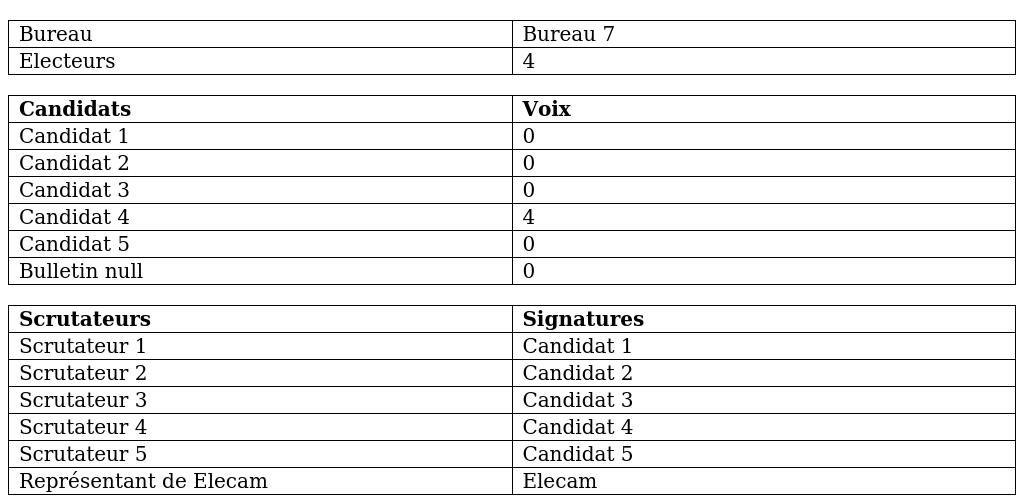 Bureau Bureau 7
Electeurs 4
Candidats Voix
Candidat 1 0
Candidat 2 0
Candidat 3 0
Candidat 4 4
Candidat 5 0
Bulletin null 0
Scrutateurs Signatures
Scrutateur 1 Candidat 1
Scrutateur 2 Candidat 2
Scrutateur 3 Candidat 3
Scrutateur 4 Candidat 4
Scrutateur 5 Candidat 5
Représentant de Elecam Elecam